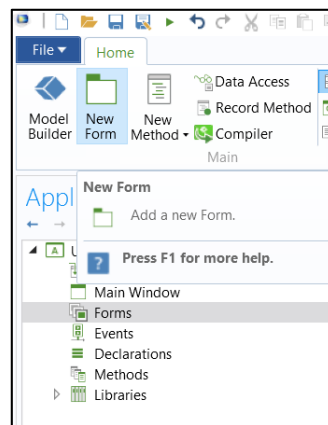 File
Home
Model Builder
New Form
New Method
Data Access
Record Method
Compiler
Main
Appl
New Form
Add a new Form.
Press F1 for more help.
U
Main Window
Forms
Events
Declarations
Methods
Libraries